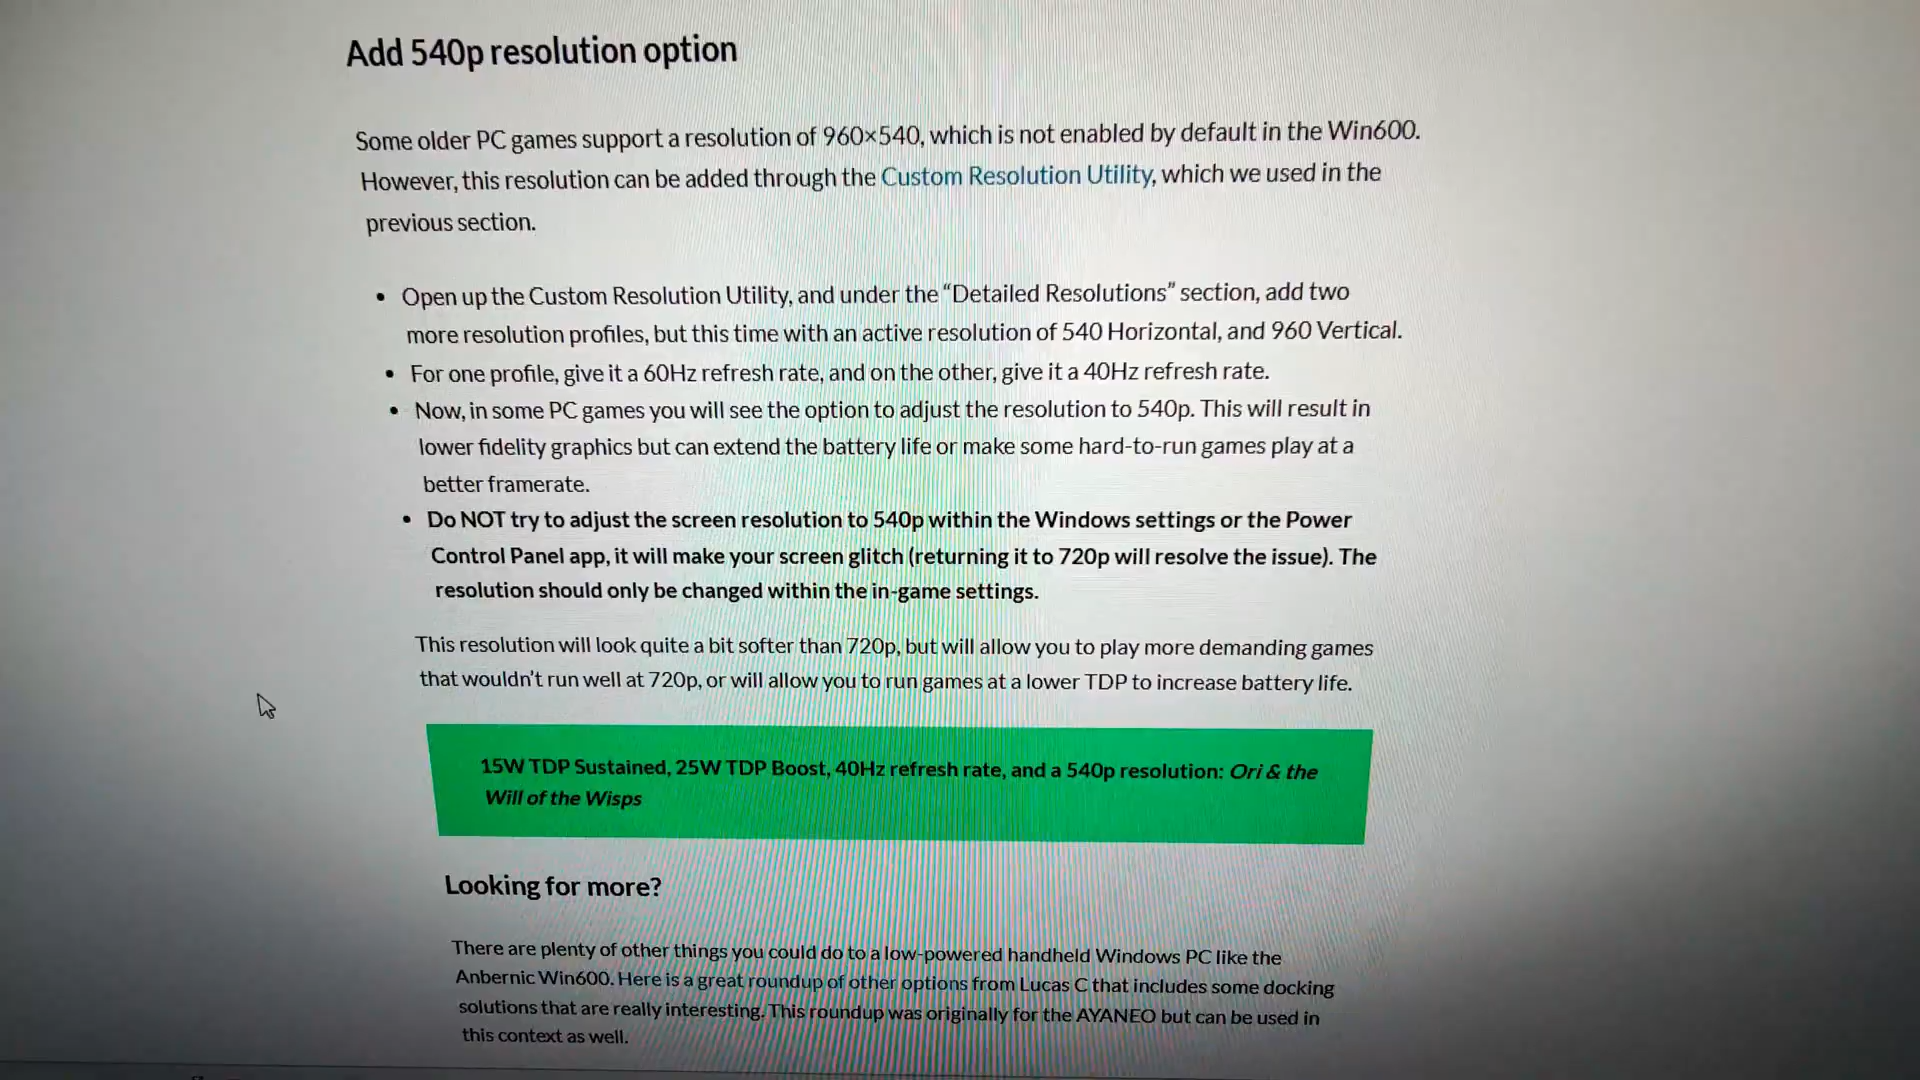 Add 540p resolution option
Some older PC games support a resolution of 960×540, which is not enabled by default in the Win600.
However, this resolution can be added through the Custom Resolution Utility, which we used in the
previous section.
• Open up the Custom Resolution Utility, and under the “Detailed Resolutions” section, add two
more resolution profiles, but this time with an active resolution of 540 Horizontal, and 960 Vertical.
• For one profile, give it a 60Hz refresh rate, and on the other, give it a 40Hz refresh rate.
• Now, in some PC games you will see the option to adjust the resolution to 540p. This will result in
lower fidelity graphics but can extend the battery life or make some hard-to-run games play at a
better framerate.
• Do NOT try to adjust the screen resolution to 540p within the Windows settings or the Power
Control Panel app, it will make your screen glitch (returning it to 720p will resolve the issue). The
resolution should only be changed within the in-game settings.
This resolution will look quite a bit softer than 720p, but will allow you to play more demanding games
that wouldn’t run well at 720p, or will allow you to run games at a lower TDP to increase battery life.
15W TDP Sustained, 25W TDP Boost, 40Hz refresh rate, and a 540p resolution: Ori & the
Will of the Wisps
Looking for more?
There are plenty of other things you could do to a low-powered handheld Windows PC like the
Anbernic Win600. Here is a great roundup of other options from Lucas C that includes some docking
solutions that are really interesting. This roundup was originally for the AYANEO but can be used in
this context as well.